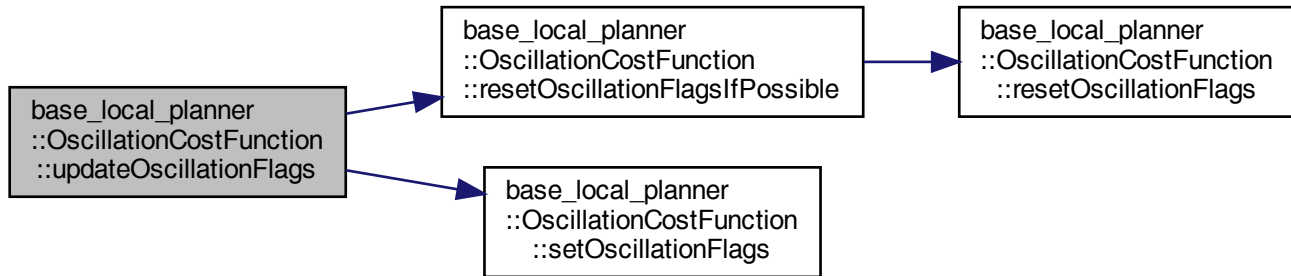 base_local_planner
::OscillationCostFunction
::updateOscillationFlags
base_local_planner
::OscillationCostFunction
::resetOscillationFlagsIfPossible
base_local_planner
::OscillationCostFunction
::resetOscillationFlags
base_local_planner
::OscillationCostFunction
::setOscillationFlags